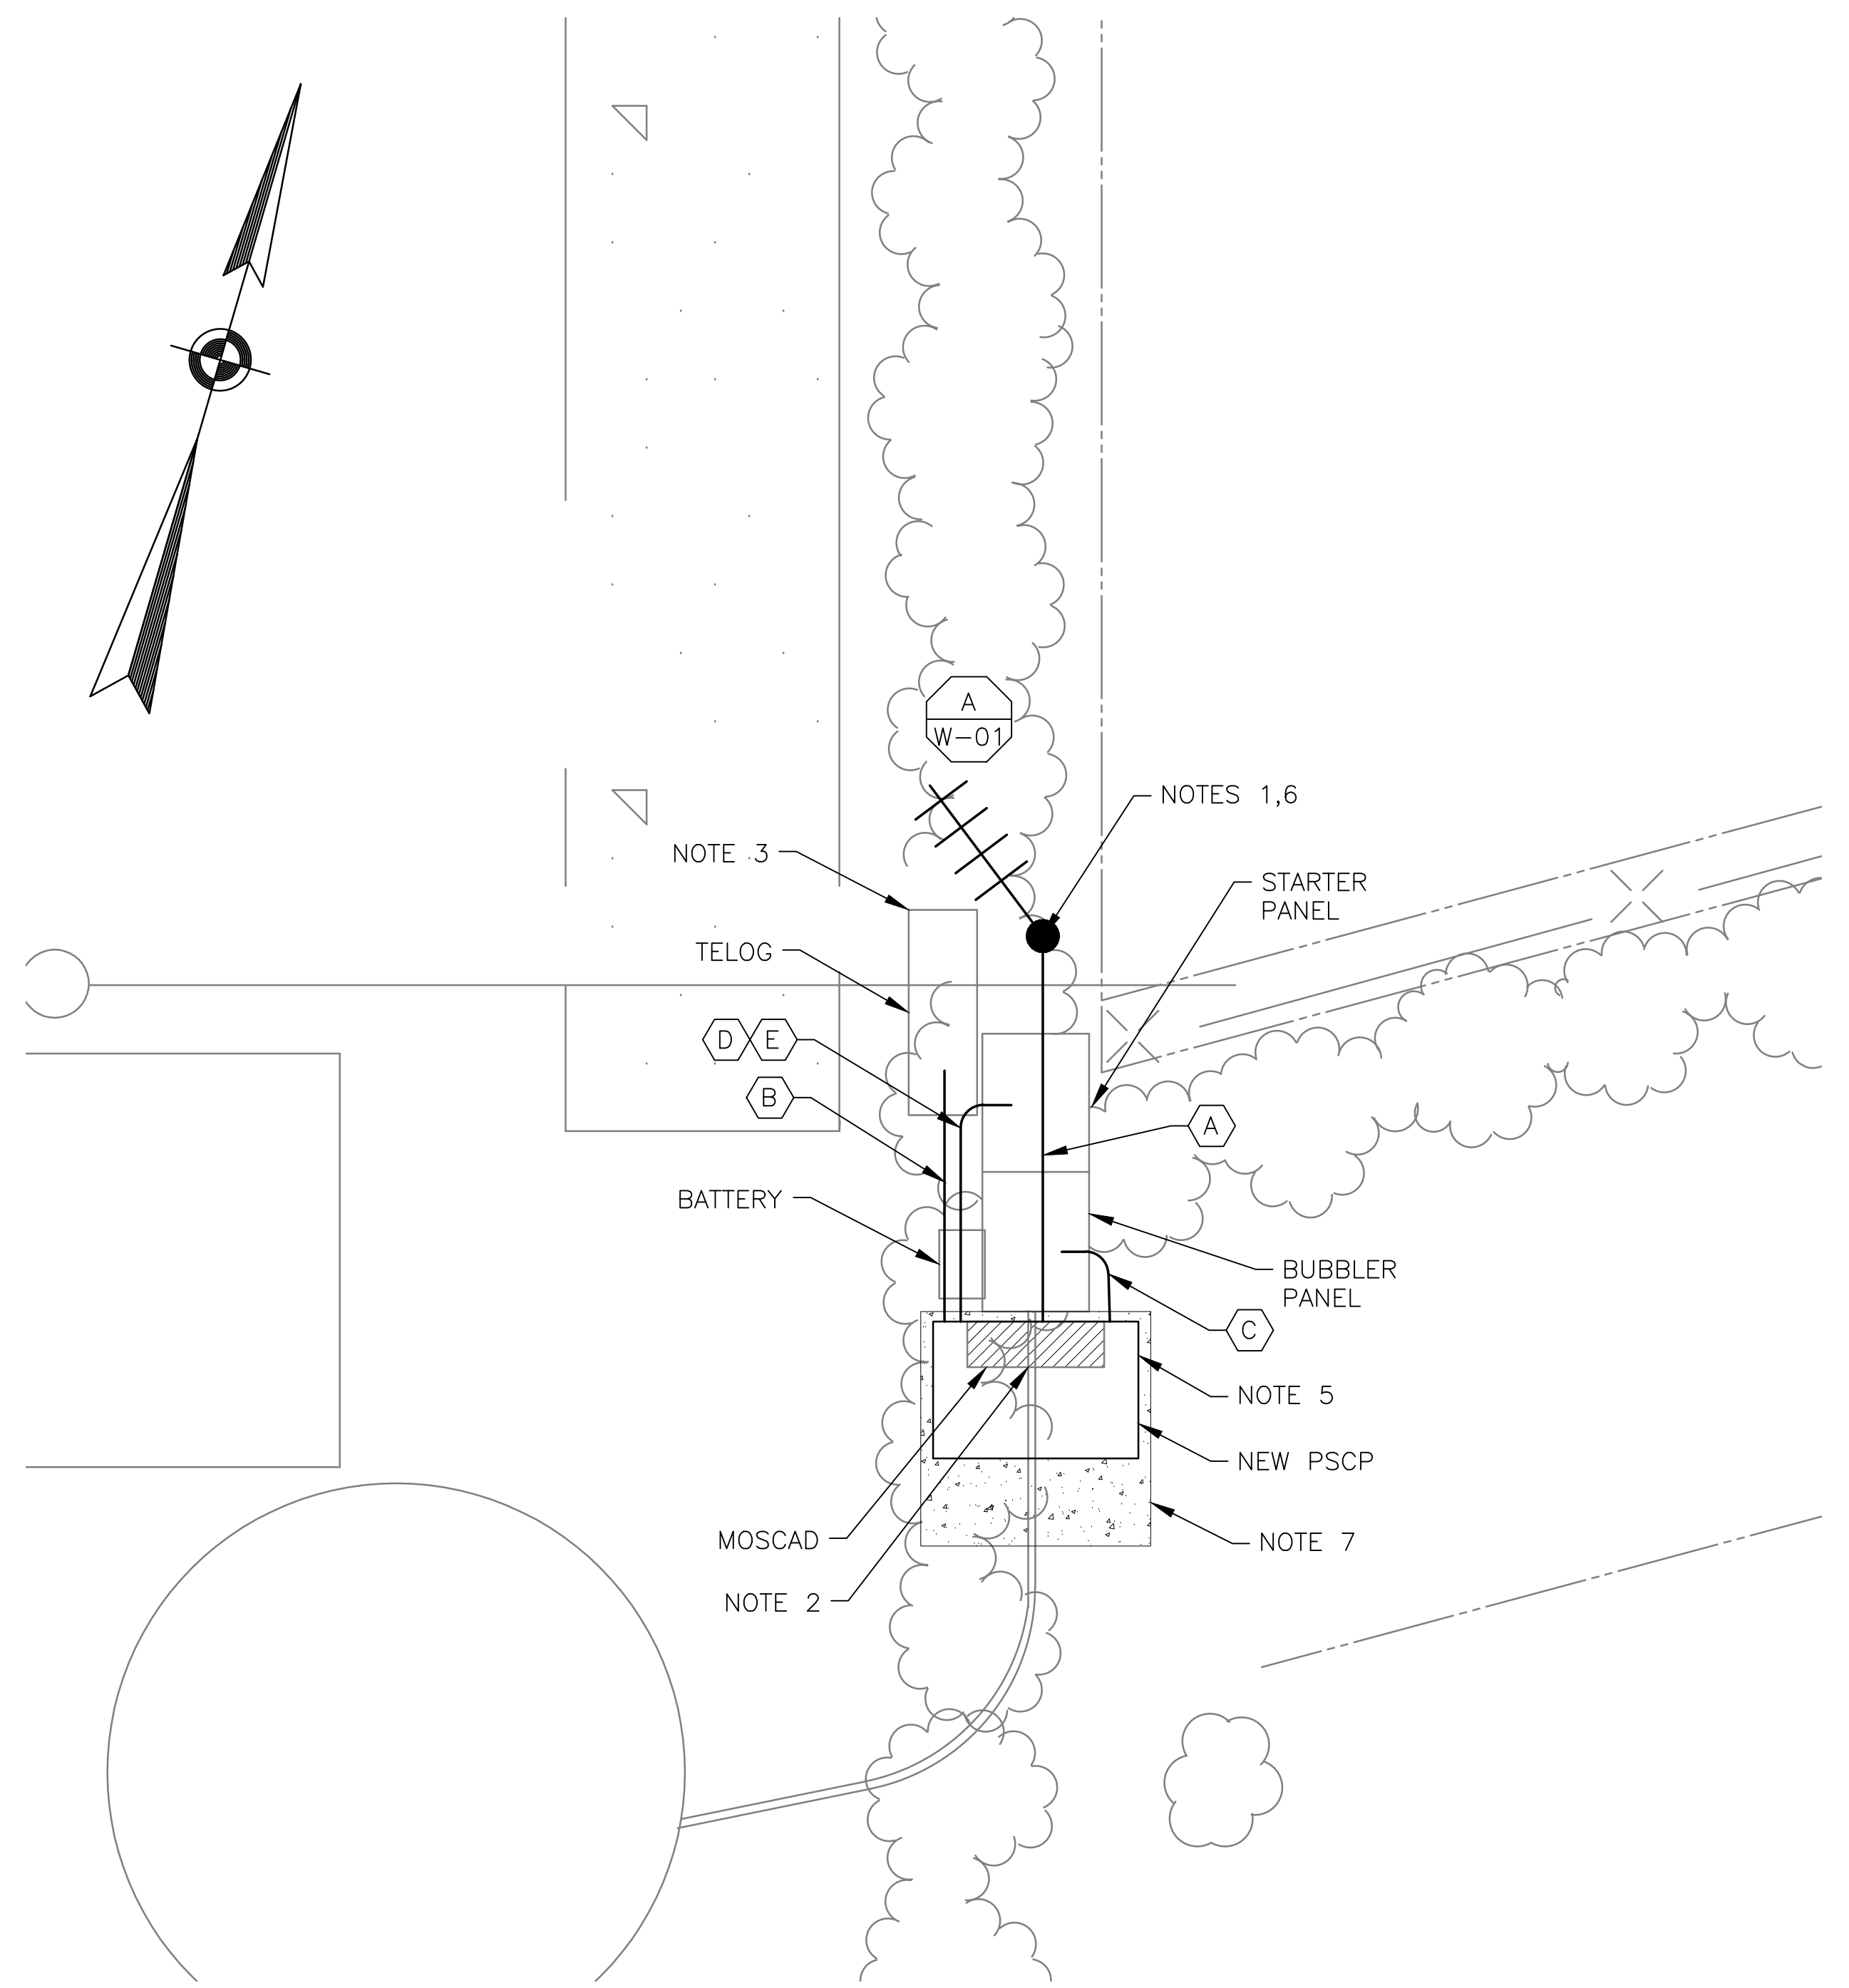 A
W-01
NOTES 1,6
NOTE 3
STARTER
PANEL
TELOG
D
E
B
A
BATTERY
BUBBLER
PANEL
C
NOTE 5
NEW PSCP
MOSCAD
NOTE 7
NOTE 2